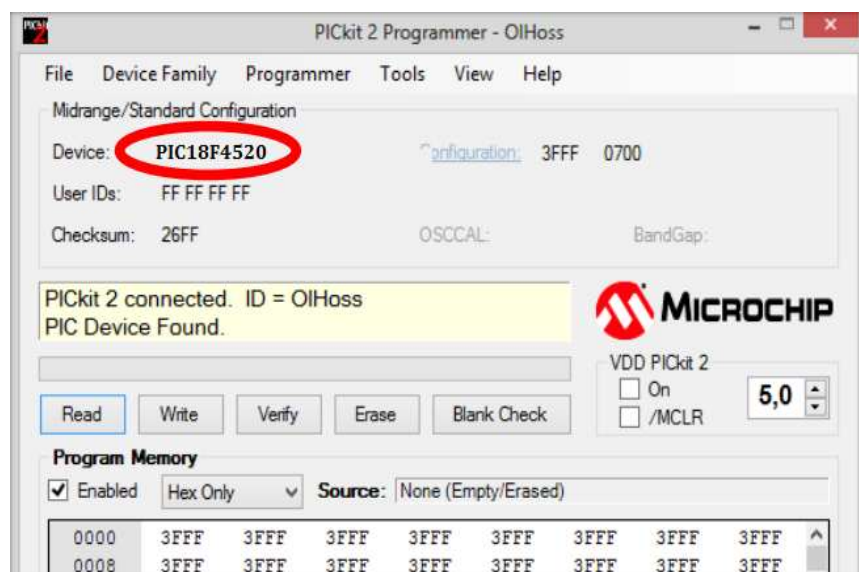 PICkit 2 Programmer - OIHoss
File Device Family Programmer Tools View Help
Midrange/Standard Configuration
Device: PIC18F4520 Configuration: 3FFF 0700
User IDs: FF FF FF FF
Checksum: 26FF OSCCAL: BandGap:
PICkit 2 connected. ID = OIHoss
PIC Device Found.
MICROCHIP
VDD PICkit 2
On
/MCLR
5,0
Read Write Verify Erase Blank Check
Program Memory
Enabled Hex Only Source: None (Empty/Erased)
0000 3FFF 3FFF 3FFF 3FFF 3FFF 3FFF 3FFF 3FFF
0008 3FFF 3FFF 3FFF 3FFF 3FFF 3FFF 3FFF 3FFF